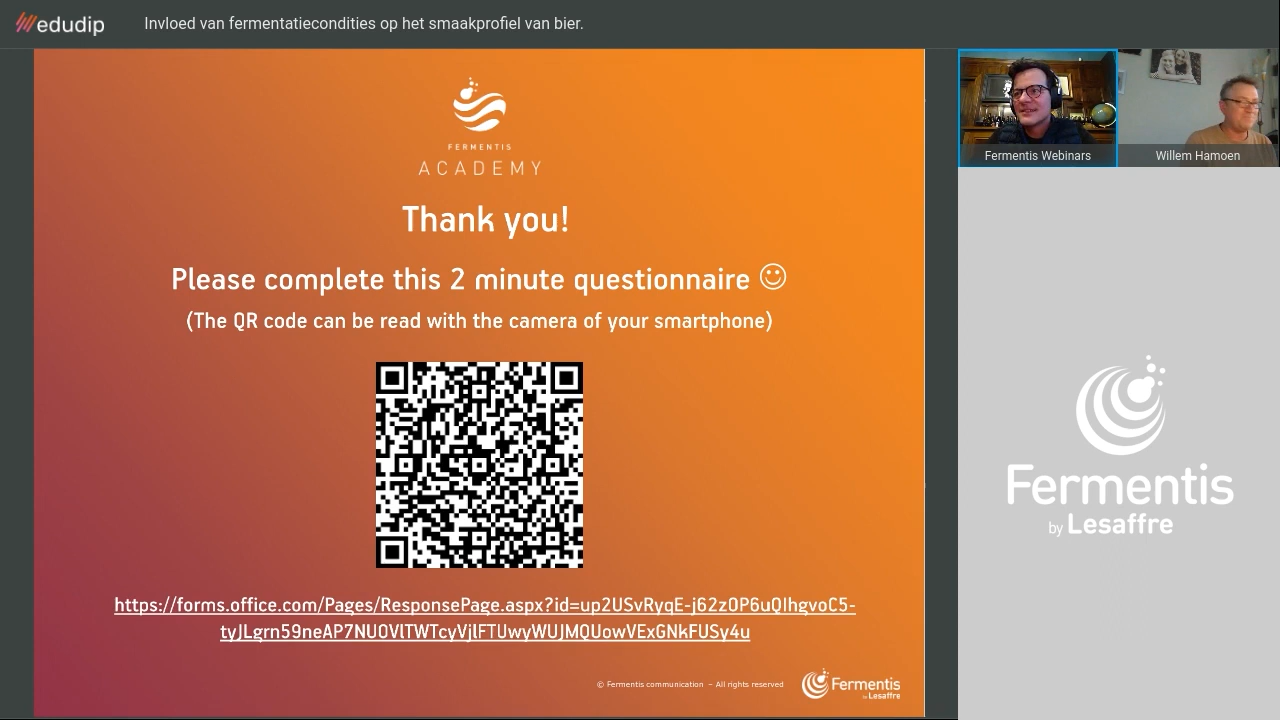 edudip
Invloed van fermentatiecondities op het smaakprofiel van bier.
FERMENTIS
ACADEMY
Thank you!
Please complete this 2 minute questionnaire ☺
(The QR code can be read with the camera of your smartphone)
https://forms.office.com/Pages/ResponsePage.aspx?id=up2USvRyqE-j62zOP6uQIhgvoC5-
tyJLgrn59neAP7NUOVlTWTcyVjlFTUwyWUJMQUowVExGNkFUSy4u
© Fermentis communication – All rights reserved
Fermentis
by Lesaffre
Fermentis Webinars
Willem Hamoen
Fermentis
by Lesaffre